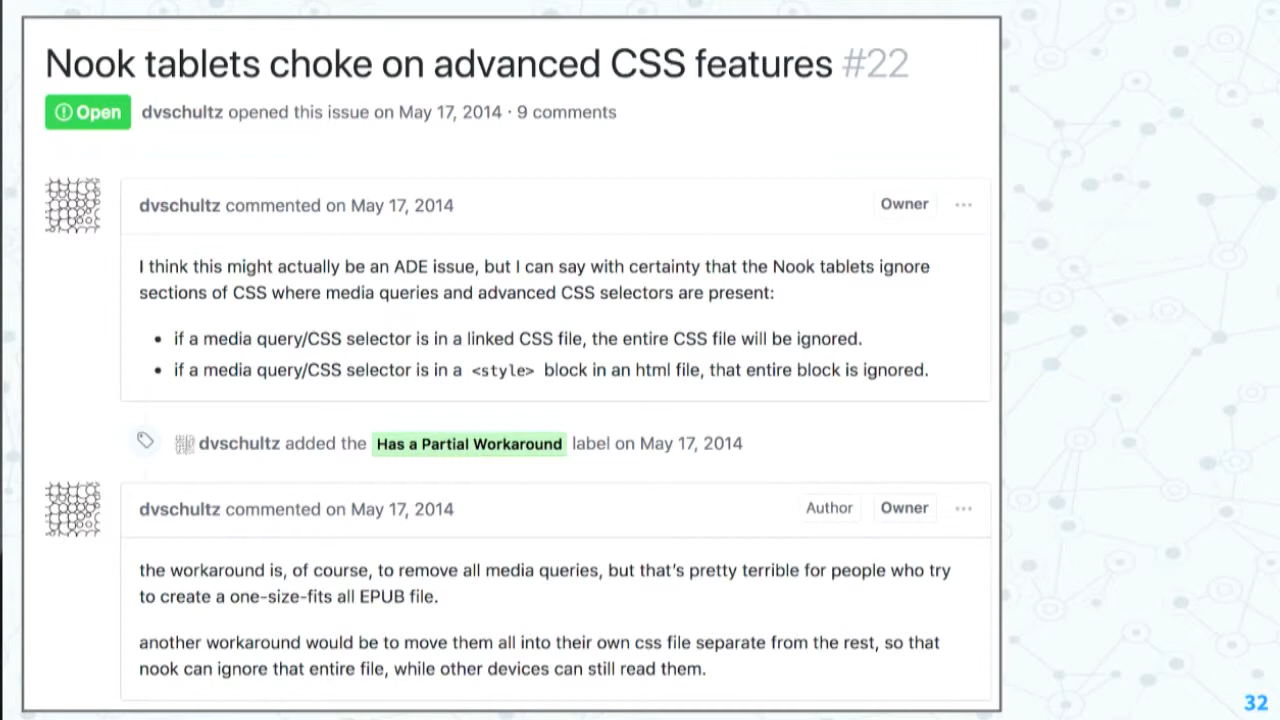 Nook tablets choke on advanced CSS features #22
Open dvschultz opened this issue on May 17, 2014 · 9 comments
dvschultz commented on May 17, 2014 Owner ...
I think this might actually be an ADE issue, but I can say with certainty that the Nook tablets ignore
sections of CSS where media queries and advanced CSS selectors are present:
• if a media query/CSS selector is in a linked CSS file, the entire CSS file will be ignored.
• if a media query/CSS selector is in a <style> block in an html file, that entire block is ignored.
dvschultz added the Has a Partial Workaround label on May 17, 2014
dvschultz commented on May 17, 2014 Author Owner ...
the workaround is, of course, to remove all media queries, but that's pretty terrible for people who try
to create a one-size-fits all EPUB file.
another workaround would be to move them all into their own css file separate from the rest, so that
nook can ignore that entire file, while other devices can still read them.
32